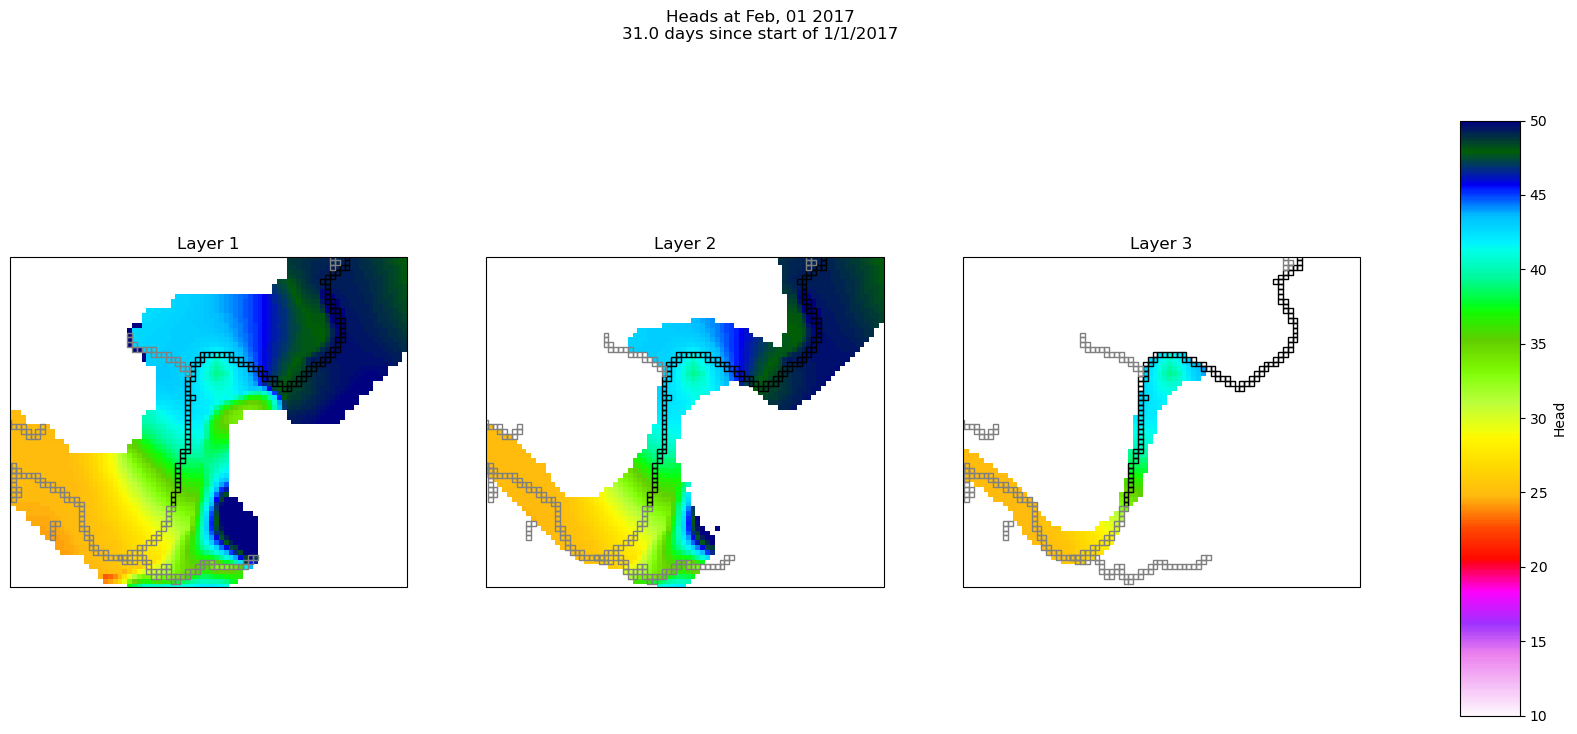 Heads at Feb, 01 2017
31.0 days since start of 1/1/2017
Layer 1
Layer 2
Layer 3
50
45
40
35
30
25
20
15
10
Head